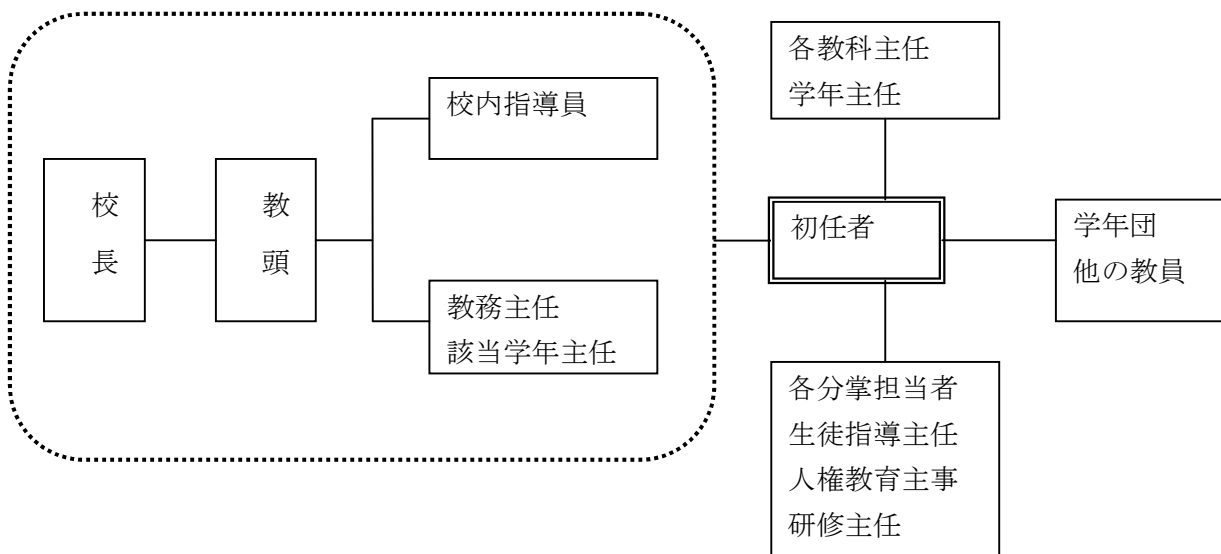 校長
教頭
校内指導員
教務主任
該当学年主任
各教科主任
学年主任
初任者
学年団
他の教員
各分掌担当者
生徒指導主任
人権教育主事
研修主任